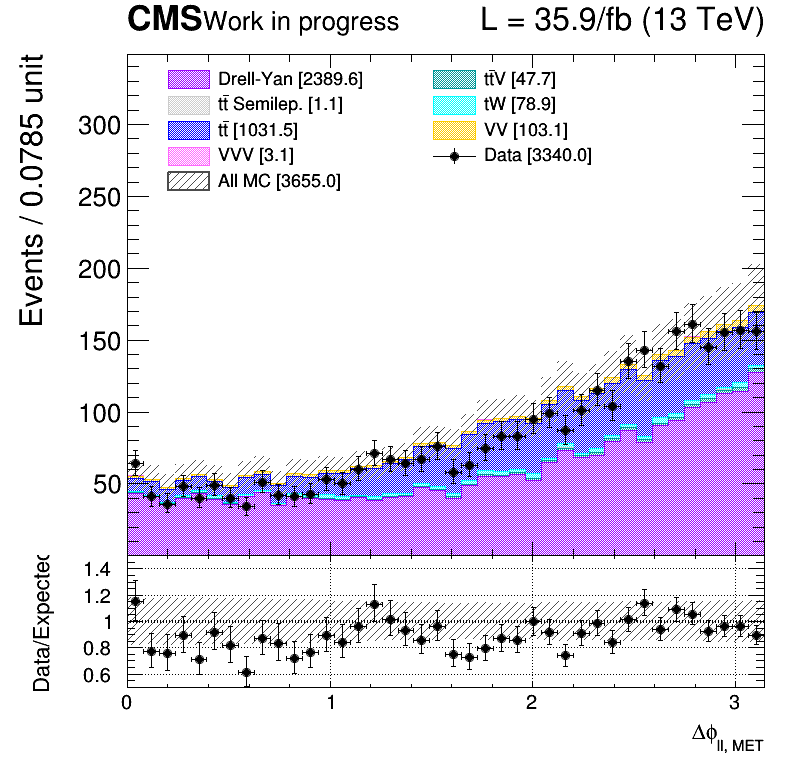 CMS Work in progress L = 35.9/fb (13 TeV)
Drell-Yan [2389.6]
tt̄ Semilep. [1.1]
tt̄ [1031.5]
VVV [3.1]
All MC [3655.0]
tt̄V [47.7]
tW [78.9]
VV [103.1]
Data [3340.0]
Events / 0.0785 unit
300
250
200
150
100
50
Data/Expected
1.4
1.2
1
0.8
0.6
0 1 2 3
Δϕ_ll, MET